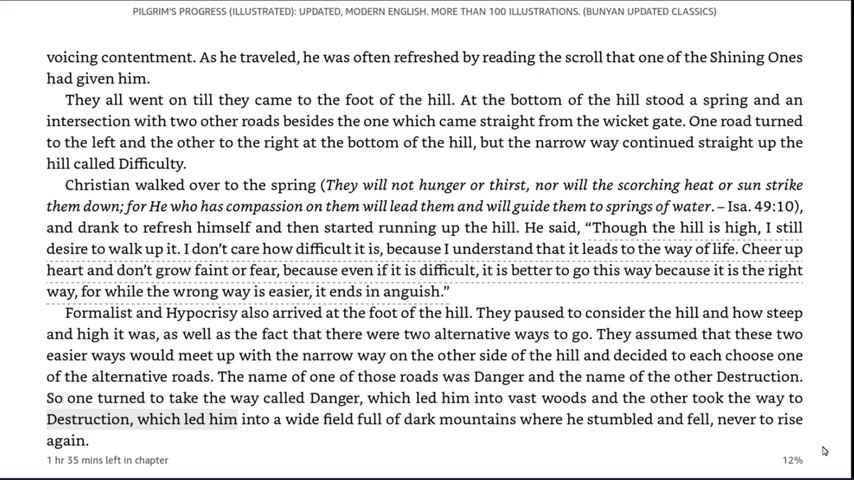 PILGRIM'S PROGRESS (ILLUSTRATED): UPDATED, MODERN ENGLISH. MORE THAN 100 ILLUSTRATIONS. (BUNYAN UPDATED CLASSICS)
voicing contentment. As he traveled, he was often refreshed by reading the scroll that one of the Shining Ones
had given him.
They all went on till they came to the foot of the hill. At the bottom of the hill stood a spring and an
intersection with two other roads besides the one which came straight from the wicket gate. One road turned
to the left and the other to the right at the bottom of the hill, but the narrow way continued straight up the
hill called Difficulty.
Christian walked over to the spring (They will not hunger or thirst, nor will the scorching heat or sun strike
them down; for He who has compassion on them will lead them and will guide them to springs of water. – Isa. 49:10),
and drank to refresh himself and then started running up the hill. He said, “Though the hill is high, I still
desire to walk up it. I don't care how difficult it is, because I understand that it leads to the way of life. Cheer up
heart and don't grow faint or fear, because even if it is difficult, it is better to go this way because it is the right
way, for while the wrong way is easier, it ends in anguish.”
Formalist and Hypocrisy also arrived at the foot of the hill. They paused to consider the hill and how steep
and high it was, as well as the fact that there were two alternative ways to go. They assumed that these two
easier ways would meet up with the narrow way on the other side of the hill and decided to each choose one
of the alternative roads. The name of one of those roads was Danger and the name of the other Destruction.
So one turned to take the way called Danger, which led him into vast woods and the other took the way to
Destruction, which led him into a wide field full of dark mountains where he stumbled and fell, never to rise
again.
1 hr 35 mins left in chapter 12%